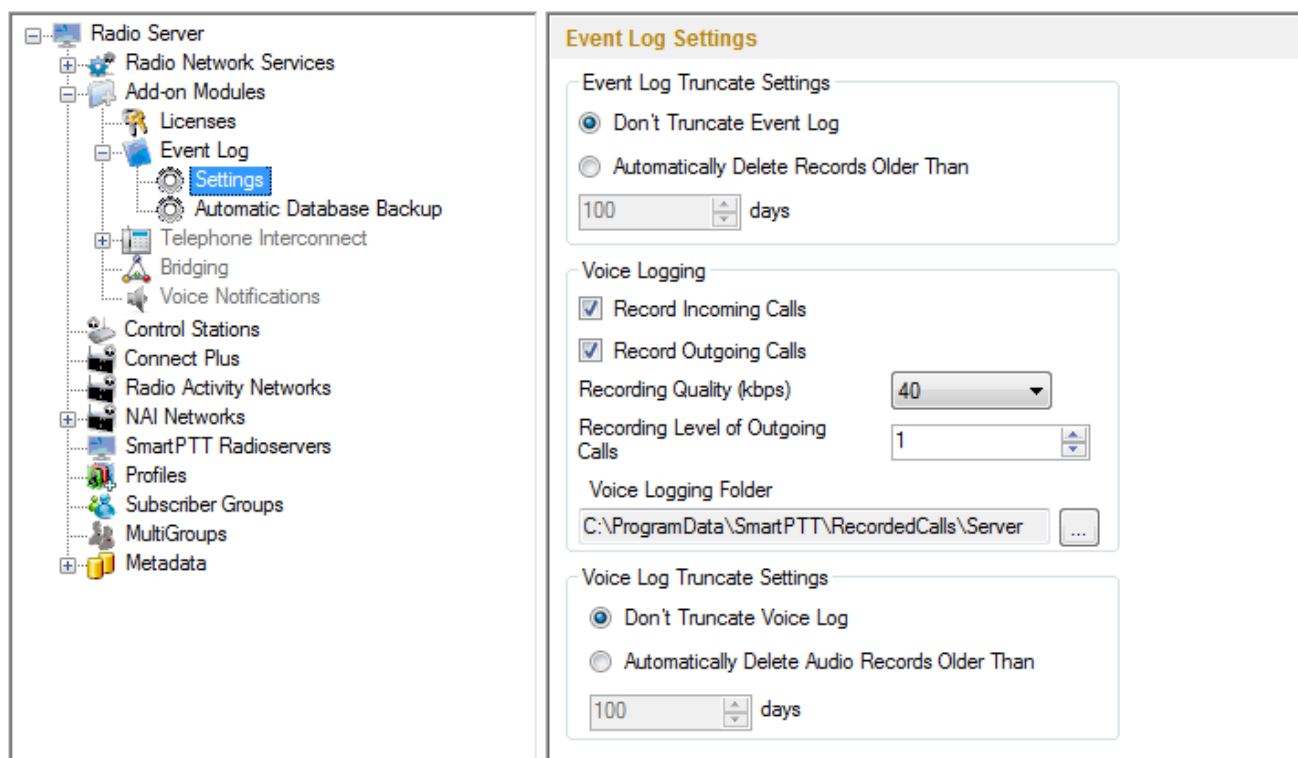 Radio Server
Radio Network Services
Add-on Modules
Licenses
Event Log
Settings
Automatic Database Backup
Telephone Interconnect
Bridging
Voice Notifications
Control Stations
Connect Plus
Radio Activity Networks
NAI Networks
SmartPTT Radioservers
Profiles
Subscriber Groups
MultiGroups
Metadata
Event Log Settings
Event Log Truncate Settings
Don't Truncate Event Log
Automatically Delete Records Older Than
100 days
Voice Logging
Record Incoming Calls
Record Outgoing Calls
Recording Quality (kbps) 40
Recording Level of Outgoing
Calls
1
Voice Logging Folder
C:\ProgramData\SmartPTT\RecordedCalls\Server ...
Voice Log Truncate Settings
Don't Truncate Voice Log
Automatically Delete Audio Records Older Than
100 days